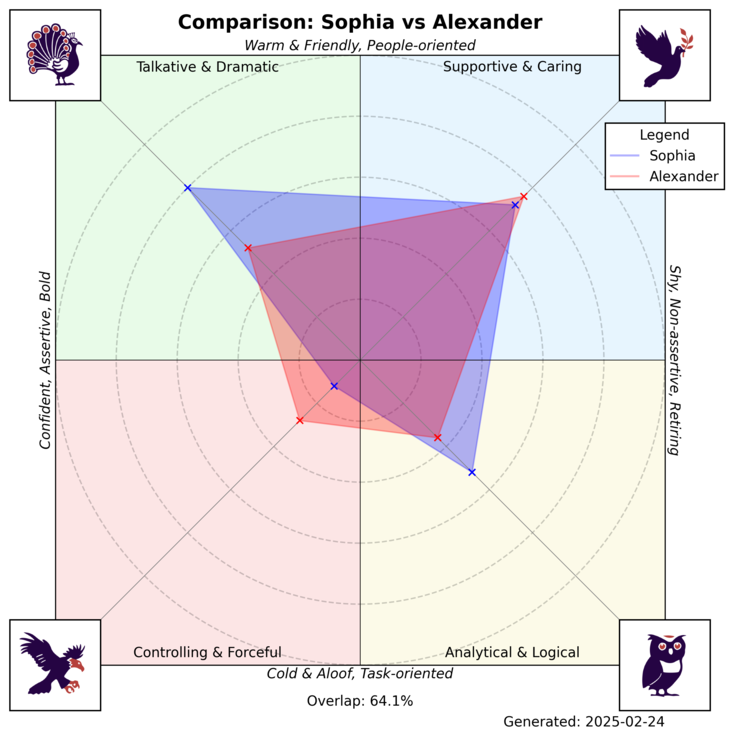 Comparison: Sophia vs Alexander
Warm & Friendly, People-oriented
Talkative & Dramatic
Supportive & Caring
Legend
Sophia
Alexander
Confident, Assertive, Bold
Shy, Non-assertive, Retiring
Controlling & Forceful
Analytical & Logical
Cold & Aloof, Task-oriented
Overlap: 64.1%
Generated: 2025-02-24